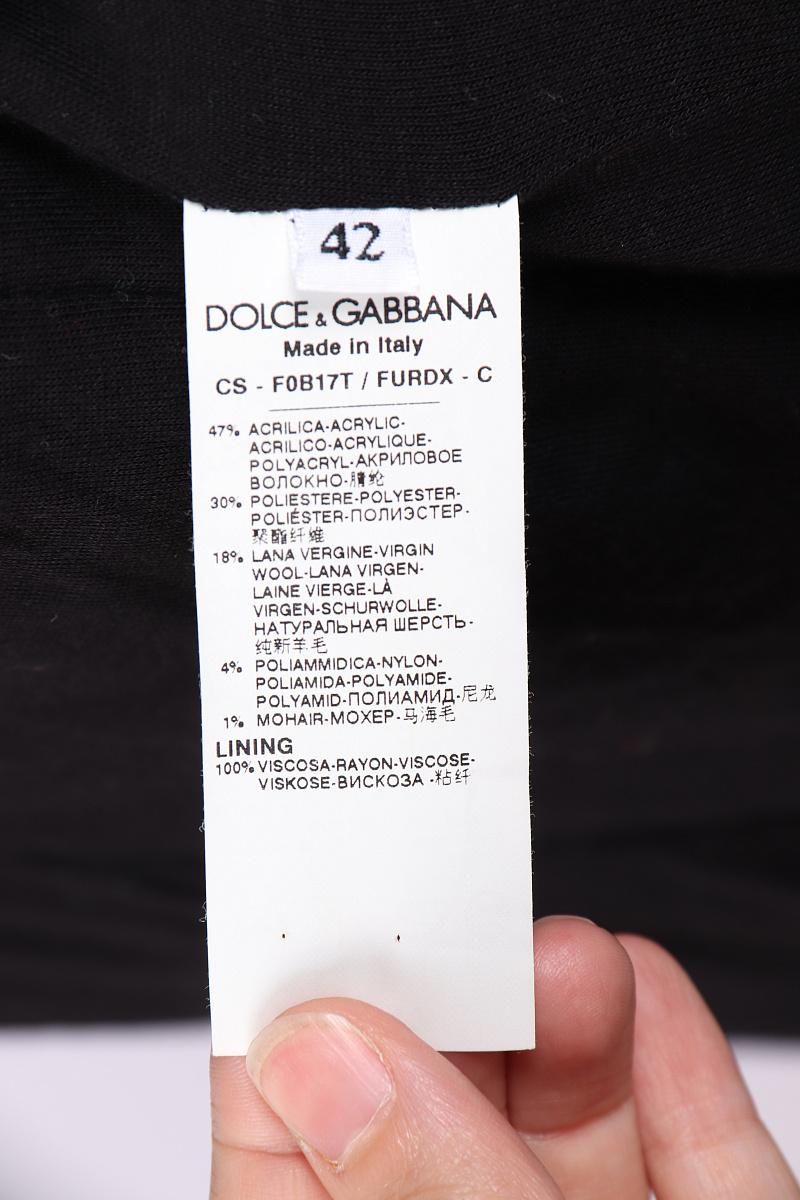 42
DOLCE & GABBANA
Made in Italy
CS - F0B17T / FURDX - C
47% ACRILICA-ACRYLIC-
ACRILICO-ACRYLIQUE-
POLYACRYL-АКРИЛОВОЕ
ВОЛОКНО-腈纶
30% POLIESTERE-POLYESTER-
POLIÉSTER-ПОЛИЭСТЕР-
聚酯纤维
18% LANA VERGINE-VIRGIN
WOOL-LANA VIRGEN-
LAINE VIERGE-LÀ
VIRGEN-SCHURWOLLE-
НАТУРАЛЬНАЯ ШЕРСТЬ-
纯新羊毛
4% POLIAMMIDICA-NYLON-
POLIAMIDA-POLYAMIDE-
POLYAMID-ПОЛИАМИД-尼龙
1% MOHAIR-МОХЕР-马海毛
LINING
100% VISCOSA-RAYON-VISCOSE-
VISKOSE-ВИСКОЗА -粘纤